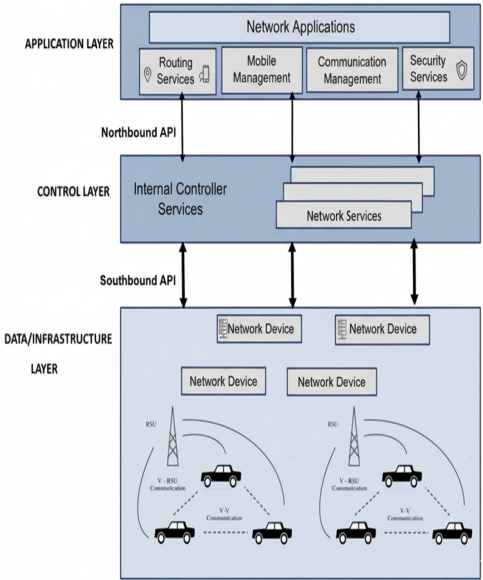 Network Applications
APPLICATION LAYER
Routing
Services
Mobile
Management
Communication
Management
Security
Services
Northbound API
CONTROL LAYER
Internal Controller
Services
Network Services
Southbound API
DATA/INFRASTRUCTURE
LAYER
Network Device
Network Device
Network Device
Network Device
RSU
V - RSU
Communication
V-V
Communication
RSU
V - RSU
Communication
V-V
Communication